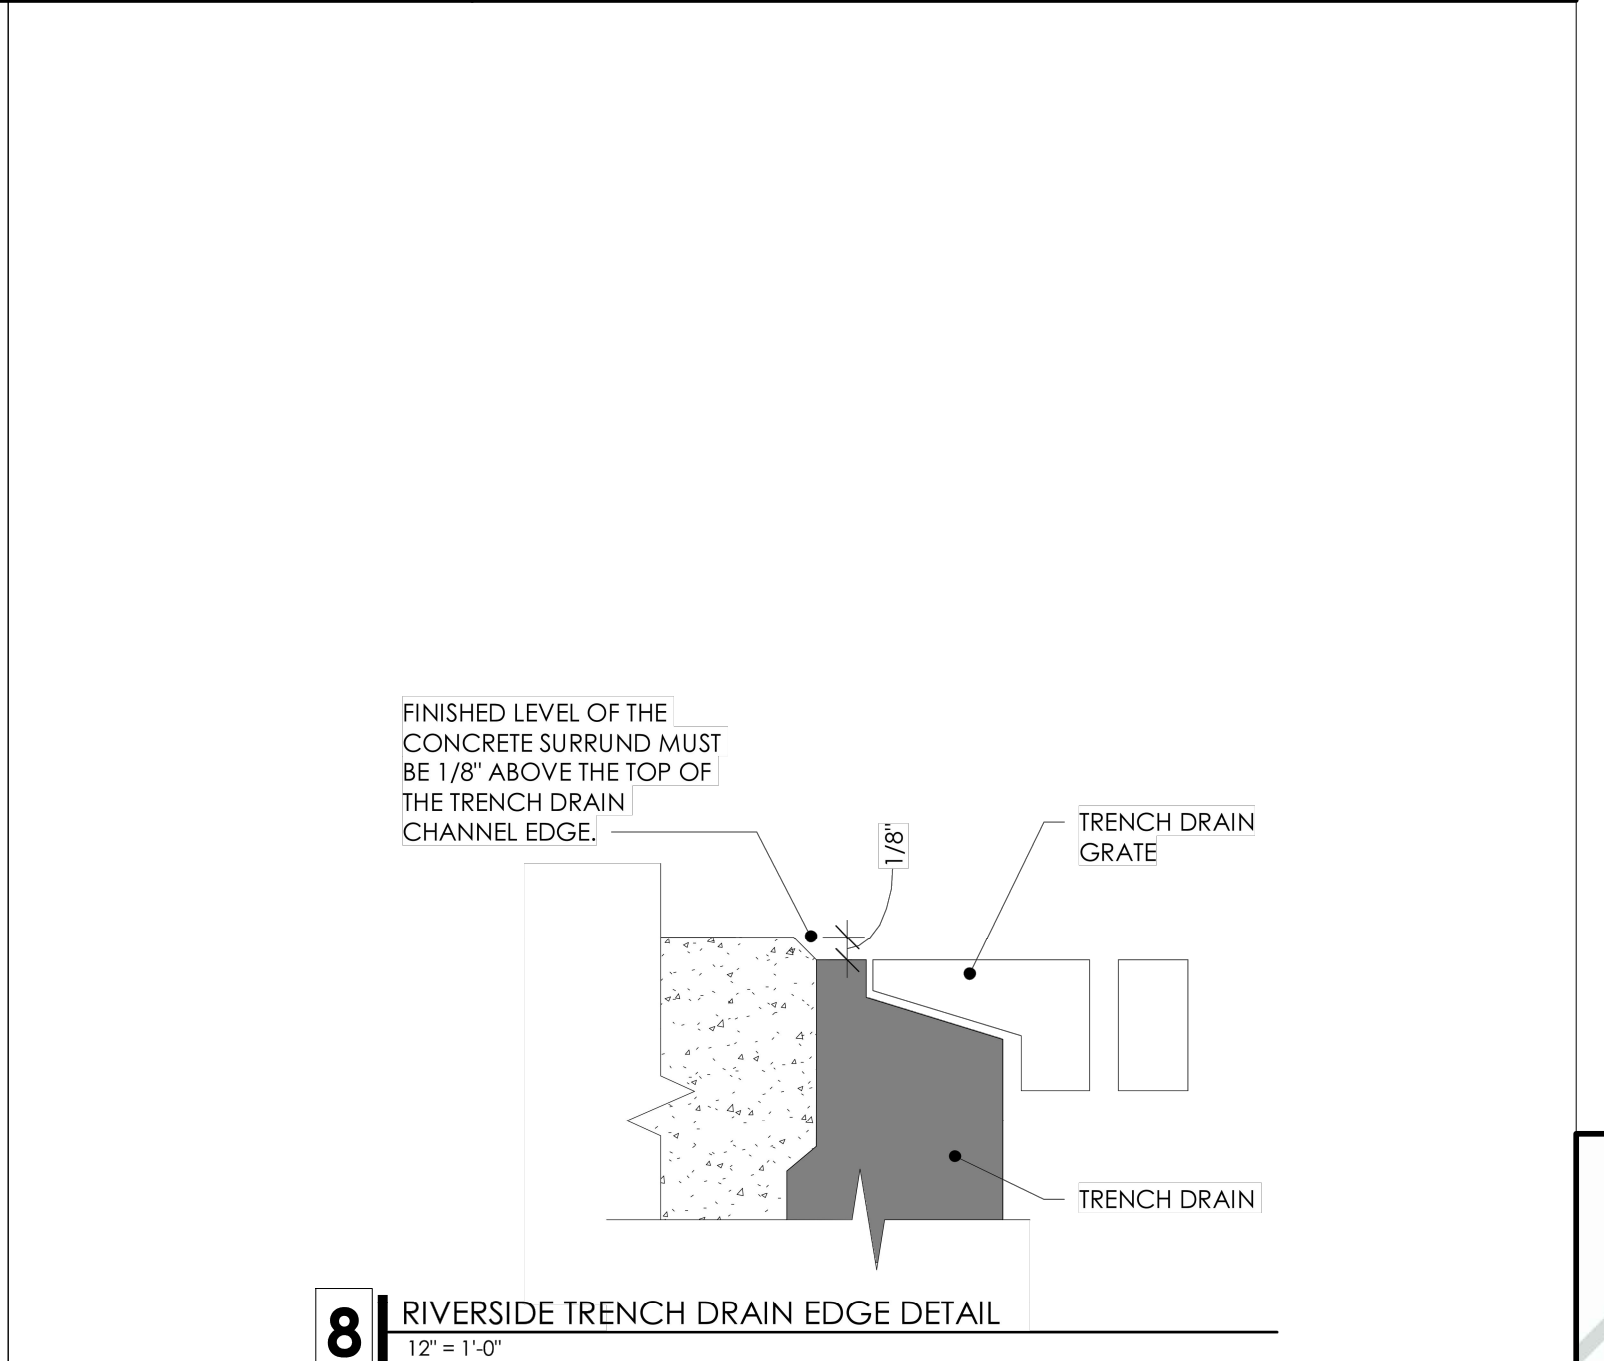 FINISHED LEVEL OF THE
CONCRETE SURRUND MUST
BE 1/8" ABOVE THE TOP OF
THE TRENCH DRAIN
CHANNEL EDGE.
1/8"
TRENCH DRAIN
GRATE
TRENCH DRAIN
8
RIVERSIDE TRENCH DRAIN EDGE DETAIL
12" = 1'-0"